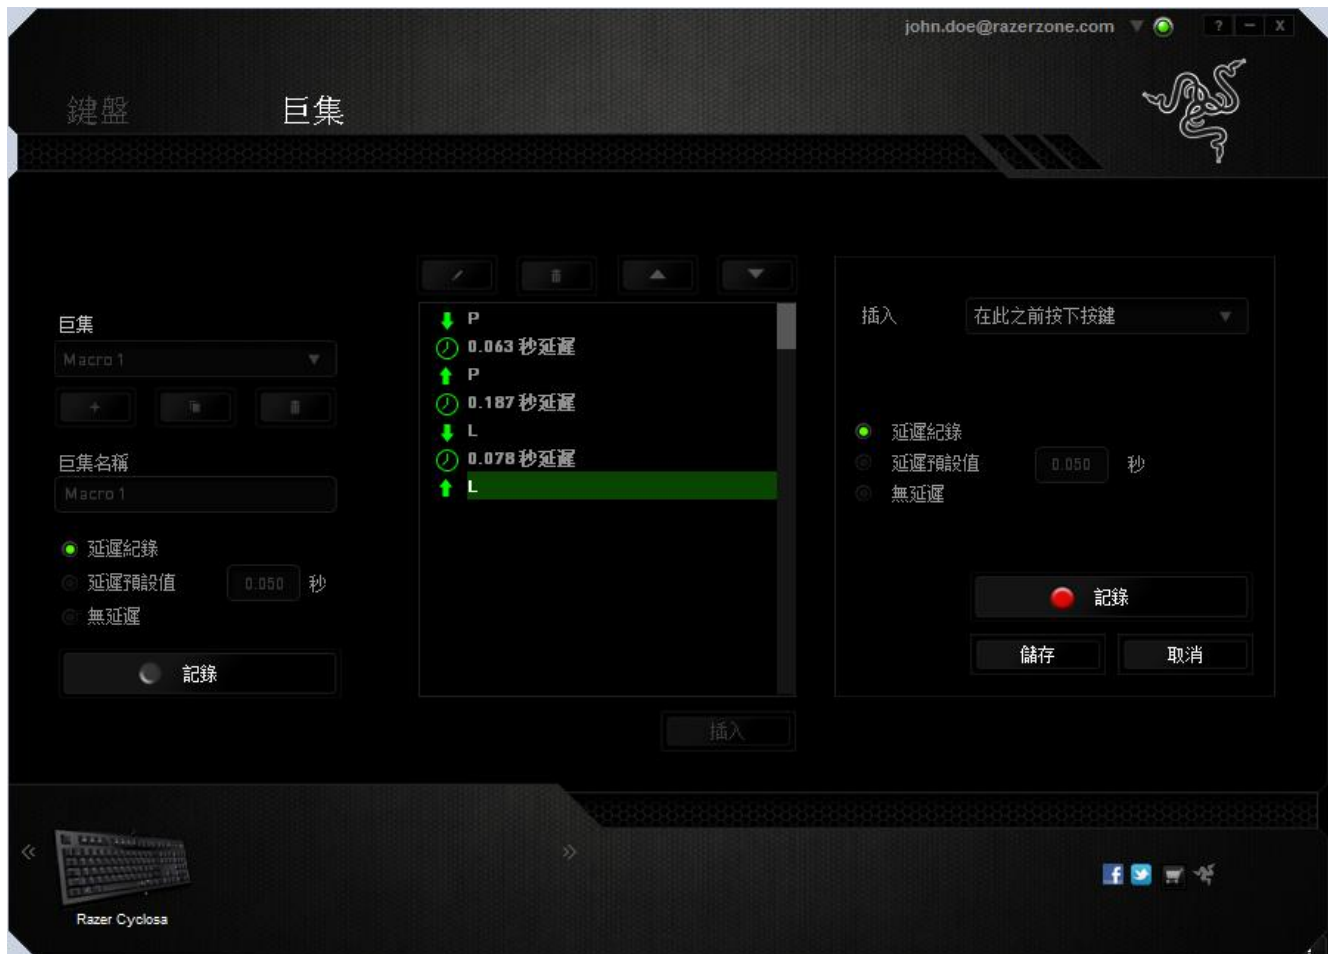 john.doe@razerzone.com
? − X
鍵盤
巨集
巨集
Macro 1
巨集名稱
Macro 1
延遲紀錄
延遲預設值 0.050 秒
無延遲
記錄
P
0.063 秒延遲
P
0.187 秒延遲
L
0.078 秒延遲
L
插入
插入 在此之前按下按鍵
延遲紀錄
延遲預設值 0.050 秒
無延遲
記錄
儲存 取消
Razer Cyclosa